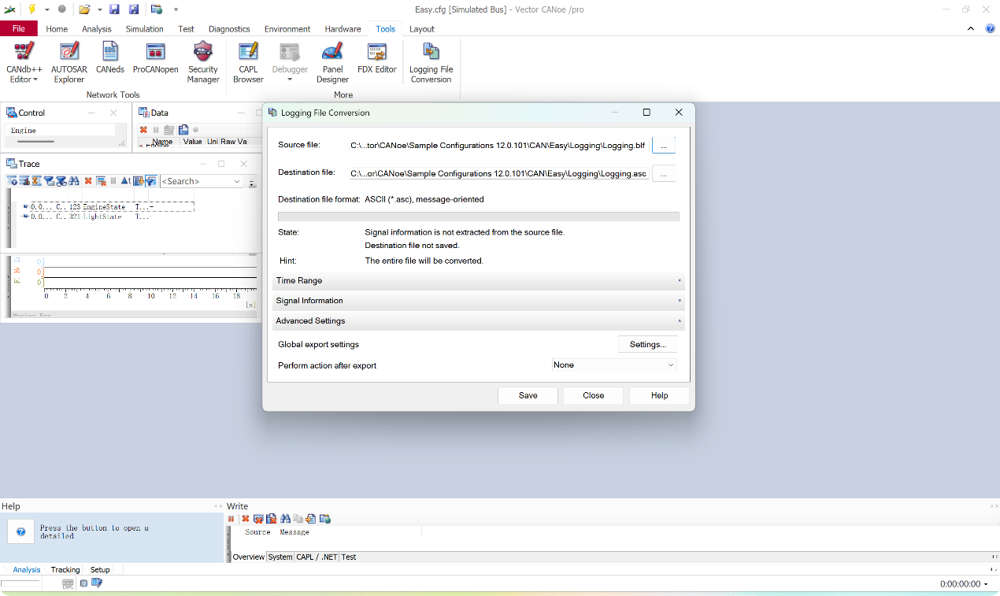 Easy.cfg [Simulated Bus] - Vector CANoe /pro
File Home Analysis Simulation Test Diagnostics Environment Hardware Tools Layout
CANdb++ Editor
AUTOSAR Explorer
CANeds
ProCANopen
Security Manager
CAPL Browser
Debugger
Panel Designer
FDX Editor
Logging File Conversion
Network Tools
More
Control
Engine
Data
Name Value Uni Raw Va
Engine
Trace
<Search>
0.0... C.. 123 EngineState T...
0.0... C.. 321 LightState T...
0
0
0
0 2 4 6 8 10 12 14 16 18
[s]
Logging File Conversion
Source file: C:\...tor\CANoe\Sample Configurations 12.0.101\CAN\Easy\Logging\Logging.blf ...
Destination file: C:\...or\CANoe\Sample Configurations 12.0.101\CAN\Easy\Logging\Logging.asc ...
Destination file format: ASCII (*.asc), message-oriented
State: Signal information is not extracted from the source file.
Destination file not saved.
Hint: The entire file will be converted.
Time Range
Signal Information
Advanced Settings
Global export settings Settings...
Perform action after export None
Save Close Help
Help
Press the button to open a
detailed
Write
Source Message
Overview System CAPL / .NET Test
Analysis Tracking Setup
0:00:00:00